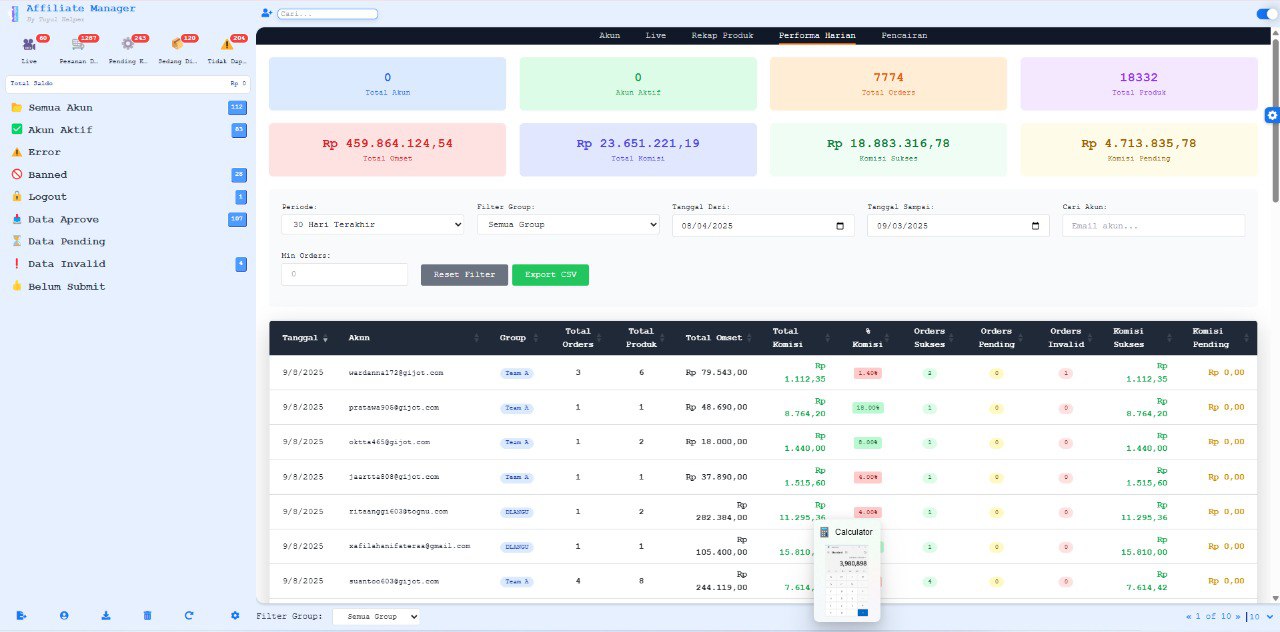 Affiliate Manager
By Puyul Helper
Cari...
60
1287
243
120
204
Live
Pesanan D...
Pending K...
Sedang Di...
Tidak Dap...
Total Saldo
Rp 0
Semua Akun
112
Akun Aktif
83
Error
Banned
28
Logout
1
Data Aprove
107
Data Pending
Data Invalid
4
Belum Submit
Akun
Live
Rekap Produk
Performa Harian
Pencairan
0
Total Akun
0
Akun Aktif
7774
Total Orders
18332
Total Produk
Rp 459.864.124,54
Total Omset
Rp 23.651.221,19
Total Komisi
Rp 18.883.316,78
Komisi Sukses
Rp 4.713.835,78
Komisi Pending
Periode:
30 Hari Terakhir
Filter Group:
Semua Group
Tanggal Dari:
08/04/2025
Tanggal Sampai:
09/03/2025
Cari Akun:
Email akun...
Min Orders:
0
Reset Filter
Export CSV
Tanggal Akun Group Total Orders Total Produk Total Omset Total Komisi % Komisi Orders Sukses Orders Pending Orders Invalid Komisi Sukses Komisi Pending
9/8/2025 wardanna172@gijot.com Team A 3 6 Rp 79.543,00 Rp 1.112,35 1.40% 2 0 1 Rp 1.112,35 Rp 0,00
9/8/2025 pratawa905@gijot.com Team A 1 1 Rp 48.690,00 Rp 8.764,20 18.00% 1 0 0 Rp 8.764,20 Rp 0,00
9/8/2025 oktta465@gijot.com Team A 1 2 Rp 18.000,00 Rp 1.440,00 8.00% 1 0 0 Rp 1.440,00 Rp 0,00
9/8/2025 jaartta808@gijot.com Team A 1 1 Rp 37.890,00 Rp 1.515,60 4.00% 1 0 0 Rp 1.515,60 Rp 0,00
9/8/2025 ritsanggi603@tognu.com DLANGU 1 2 Rp 282.384,00 Rp 11.295,36 4.00% 1 0 0 Rp 11.295,36 Rp 0,00
9/8/2025 xafilahanifateraa@gmail.com DLANGU 1 1 Rp 105.400,00 Rp 15.810, 1 0 0 Rp 15.810,00 Rp 0,00
9/8/2025 suantoo603@gijot.com Team A 4 8 Rp 244.119,00 Rp 7.614, 4 0 0 Rp 7.614,42 Rp 0,00
Calculator
3,980,898
Filter Group:
Semua Group
« 1 of 10 »
10